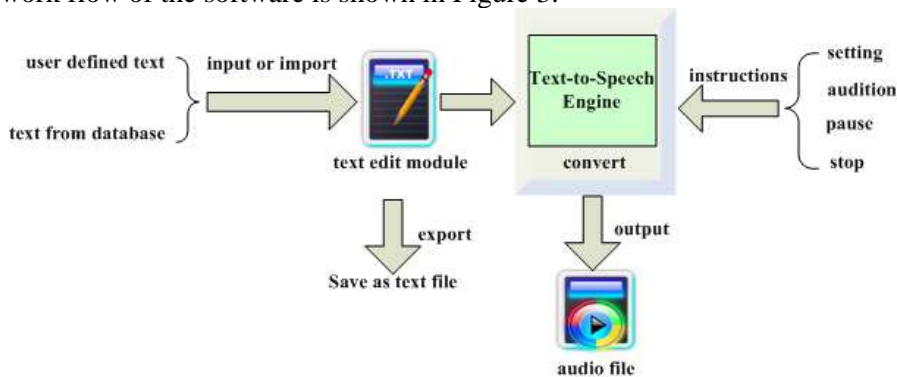 work flow of the software is shown in Figure 3.
user defined text
text from database
input or import
.TXT
text edit module
export
Save as text file
Text-to-Speech
Engine
convert
output
audio file
instructions
setting
audition
pause
stop